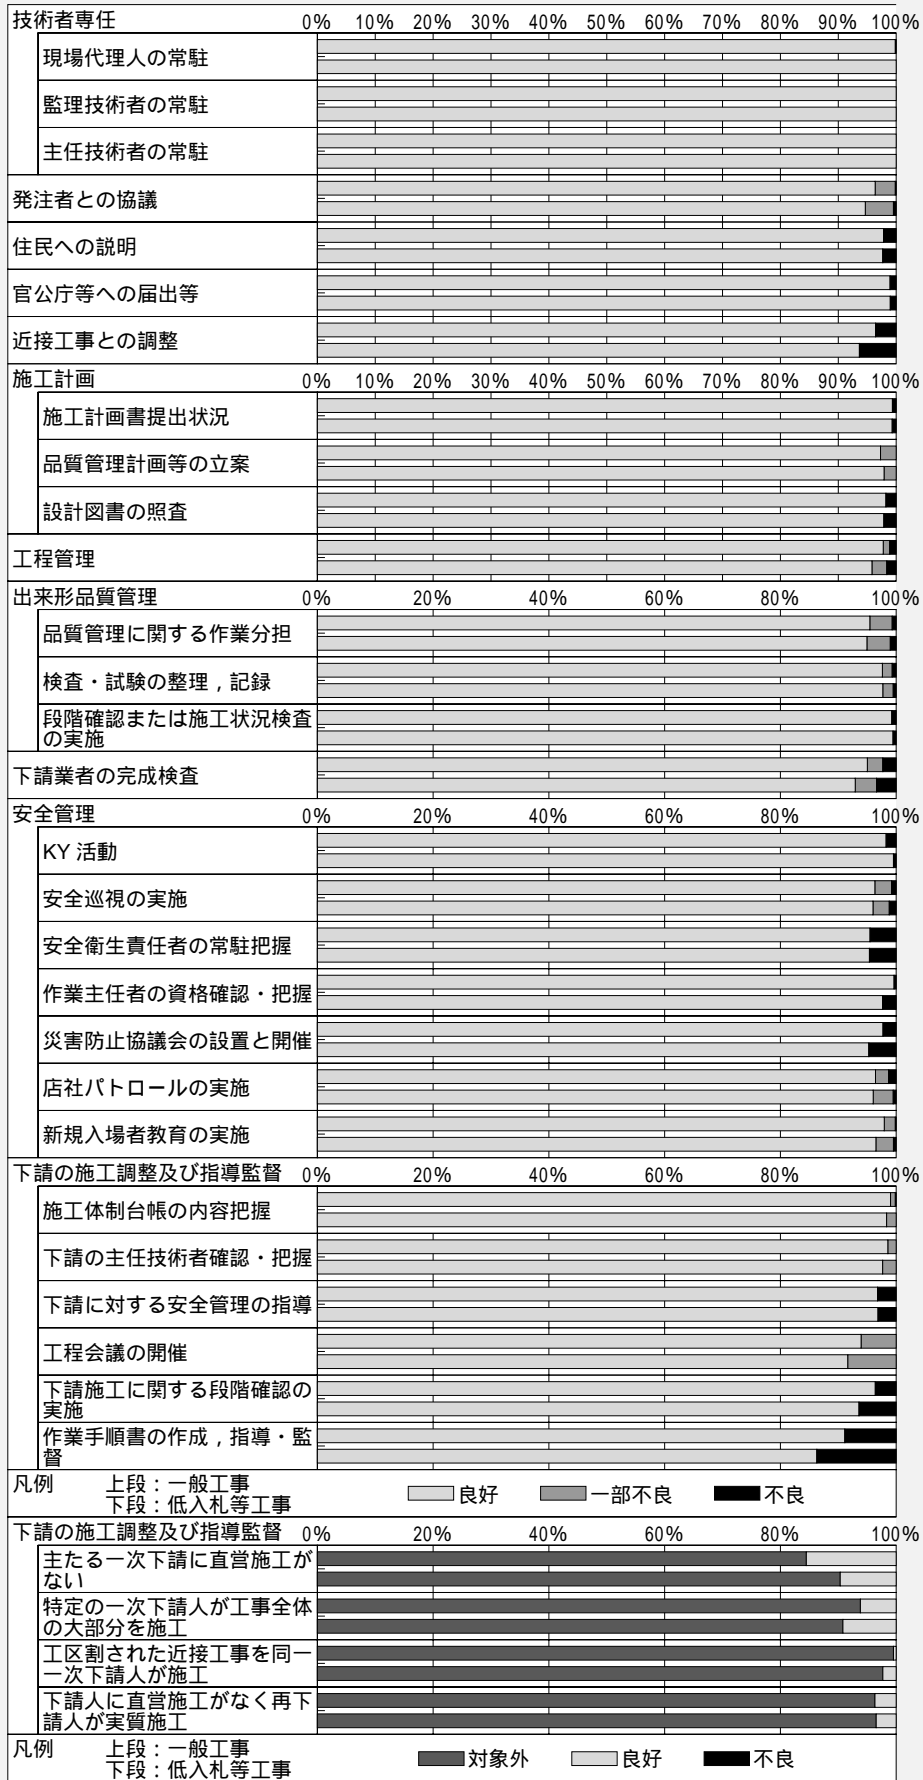 技術者専任 0% 10% 20% 30% 40% 50% 60% 70% 80% 90% 100%
現場代理人の常駐
監理技術者の常駐
主任技術者の常駐
発注者との協議
住民への説明
官公庁等への届出等
近接工事との調整
施工計画 0% 10% 20% 30% 40% 50% 60% 70% 80% 90% 100%
施工計画書提出状況
品質管理計画等の立案
設計図書の照査
工程管理
出来形品質管理 0% 20% 40% 60% 80% 100%
品質管理に関する作業分担
検査・試験の整理，記録
段階確認または施工状況検査
の実施
下請業者の完成検査
安全管理 0% 20% 40% 60% 80% 100%
KY 活動
安全巡視の実施
安全衛生責任者の常駐把握
作業主任者の資格確認・把握
災害防止協議会の設置と開催
店社パトロールの実施
新規入場者教育の実施
下請の施工調整及び指導監督 0% 20% 40% 60% 80% 100%
施工体制台帳の内容把握
下請の主任技術者確認・把握
下請に対する安全管理の指導
工程会議の開催
下請施工に関する段階確認の
実施
作業手順書の作成，指導・監
督
凡例 上段：一般工事
下段：低入札等工事 良好 一部不良 不良
下請の施工調整及び指導監督 0% 20% 40% 60% 80% 100%
主たる一次下請に直営施工が
ない
特定の一次下請人が工事全体
の大部分を施工
工区割された近接工事を同一
一次下請人が施工
下請人に直営施工がなく再下
請人が実質施工
凡例 上段：一般工事
下段：低入札等工事 対象外 良好 不良